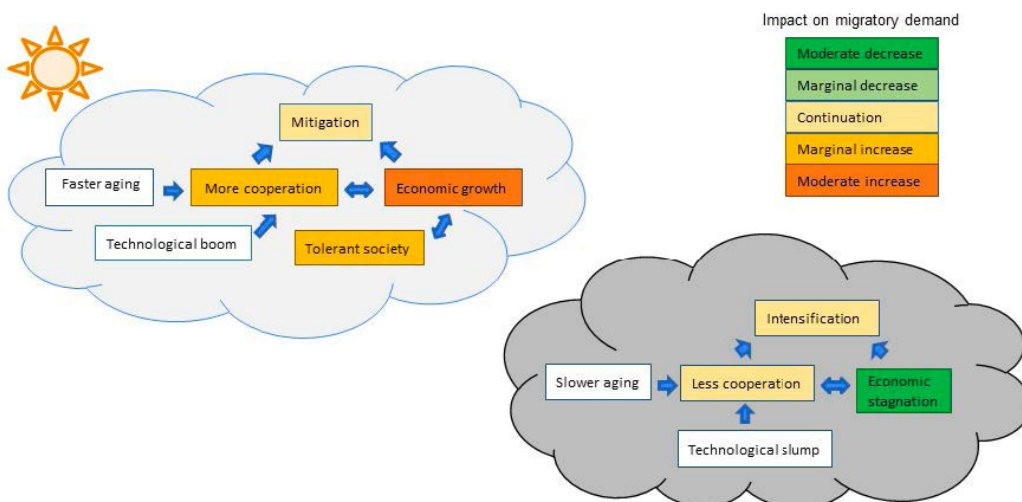 Impact on migratory demand
Moderate decrease
Marginal decrease
Continuation
Marginal increase
Moderate increase
Mitigation
Faster aging
More cooperation
Economic growth
Technological boom
Tolerant society
Intensification
Slower aging
Less cooperation
Economic
stagnation
Technological slump